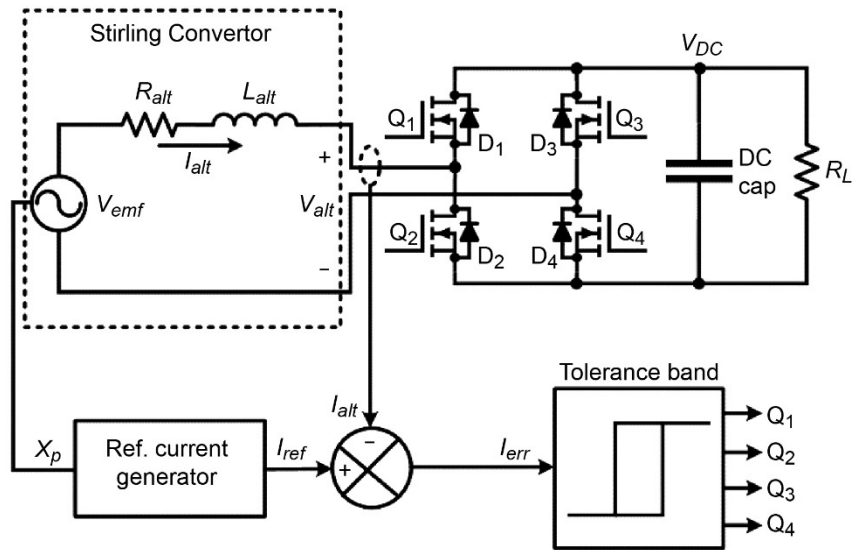 Stirling Convertor
R_alt
L_alt
I_alt
V_emf
+
V_alt
−
Q_1
D_1
Q_2
D_2
D_3
Q_3
D_4
Q_4
V_DC
DC
cap
R_L
X_p
Ref. current
generator
I_ref
I_alt
−
+
I_err
Tolerance band
Q_1
Q_2
Q_3
Q_4